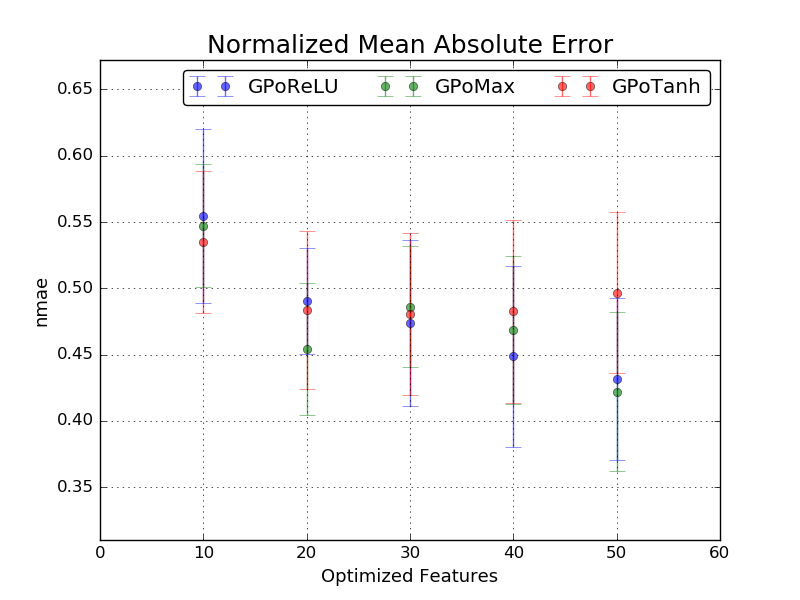 Normalized Mean Absolute Error
GPoReLU GPoMax GPoTanh
0.65
0.60
0.55
0.50
0.45
0.40
0.35
nmae
0 10 20 30 40 50 60
Optimized Features